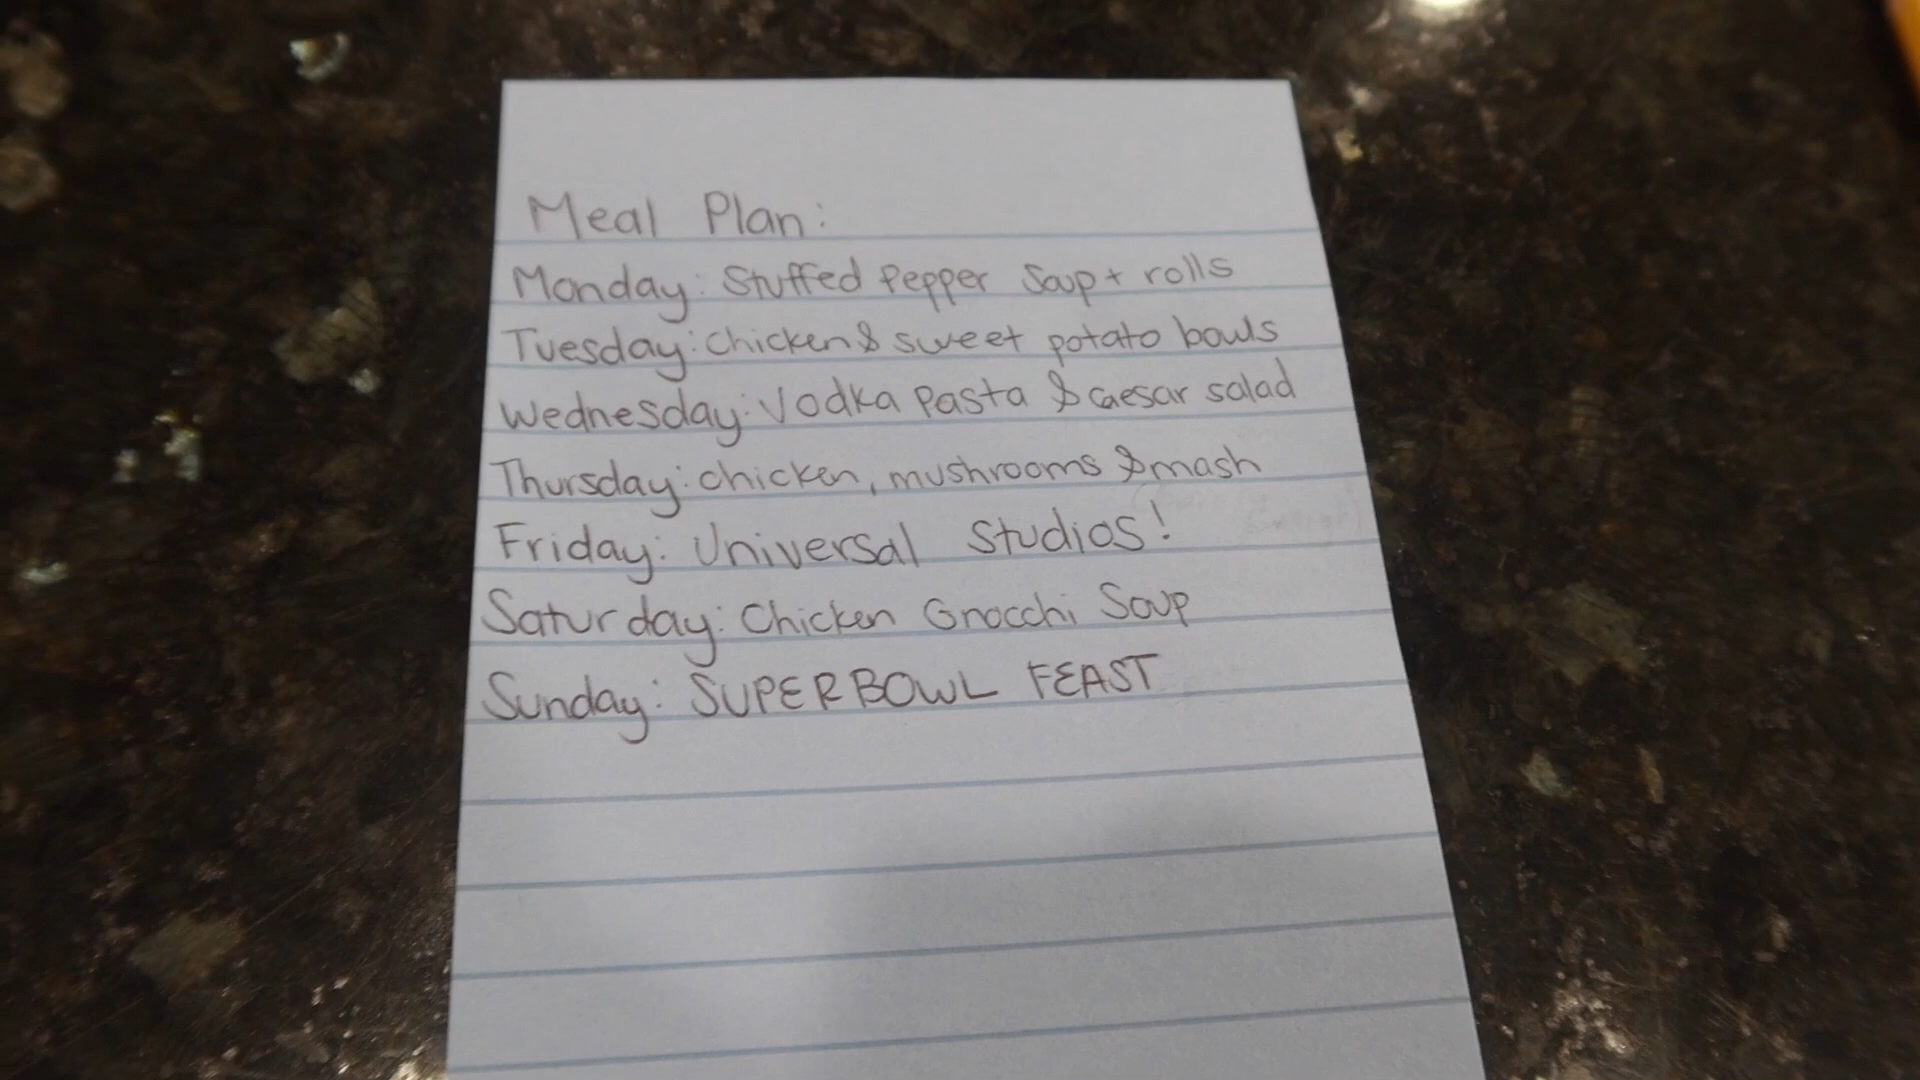 Meal Plan:
Monday: Stuffed Pepper Soup + rolls
Tuesday: Chicken & sweet potato bowls
Wednesday: Vodka Pasta & caesar salad
Thursday: chicken, mushrooms & mash
Friday: Universal Studios!
Saturday: Chicken Gnocchi Soup
Sunday: SUPERBOWL FEAST